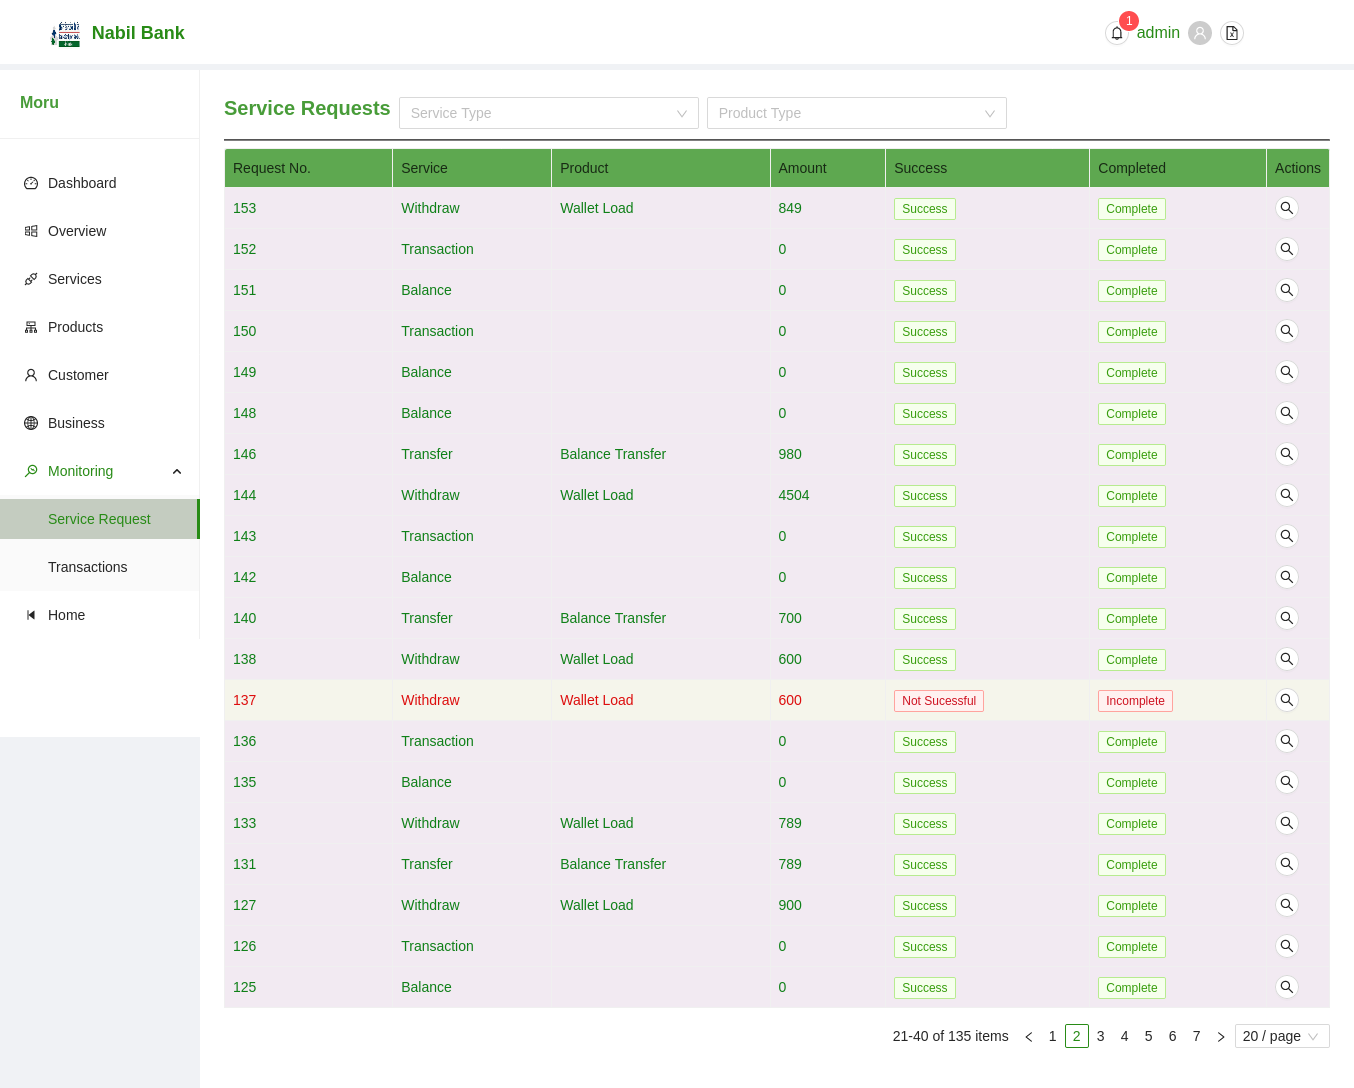 Nabil Bank
1
admin
Moru
Dashboard
Overview
Services
Products
Customer
Business
Monitoring
Service Request
Transactions
Home
Service Requests Service Type Product Type
Request No. Service Product Amount Success Completed Actions
153 Withdraw Wallet Load 849 Success Complete
152 Transaction 0 Success Complete
151 Balance 0 Success Complete
150 Transaction 0 Success Complete
149 Balance 0 Success Complete
148 Balance 0 Success Complete
146 Transfer Balance Transfer 980 Success Complete
144 Withdraw Wallet Load 4504 Success Complete
143 Transaction 0 Success Complete
142 Balance 0 Success Complete
140 Transfer Balance Transfer 700 Success Complete
138 Withdraw Wallet Load 600 Success Complete
137 Withdraw Wallet Load 600 Not Sucessful Incomplete
136 Transaction 0 Success Complete
135 Balance 0 Success Complete
133 Withdraw Wallet Load 789 Success Complete
131 Transfer Balance Transfer 789 Success Complete
127 Withdraw Wallet Load 900 Success Complete
126 Transaction 0 Success Complete
125 Balance 0 Success Complete
21-40 of 135 items 1 2 3 4 5 6 7 20 / page